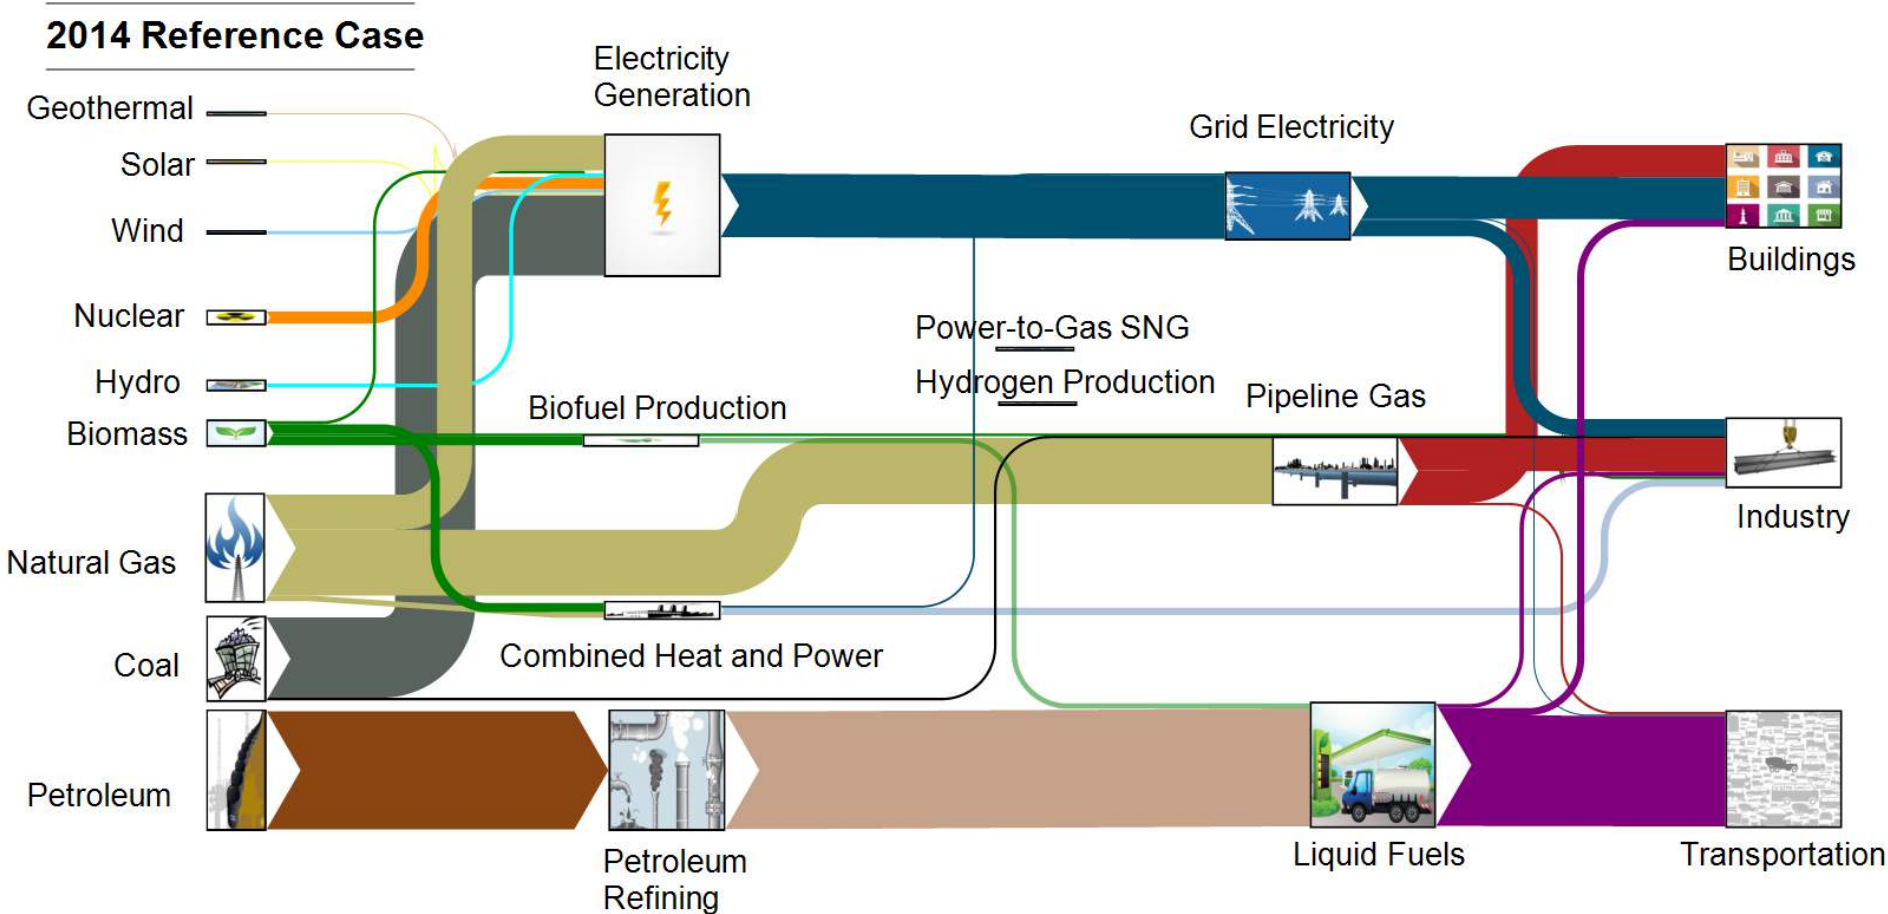 2014 Reference Case
Electricity
Generation
Geothermal
Grid Electricity
Solar
Wind
Buildings
Nuclear
Power-to-Gas SNG
Hydro
Hydrogen Production
Pipeline Gas
Biofuel Production
Biomass
Industry
Natural Gas
Combined Heat and Power
Coal
Petroleum
Petroleum
Refining
Liquid Fuels
Transportation